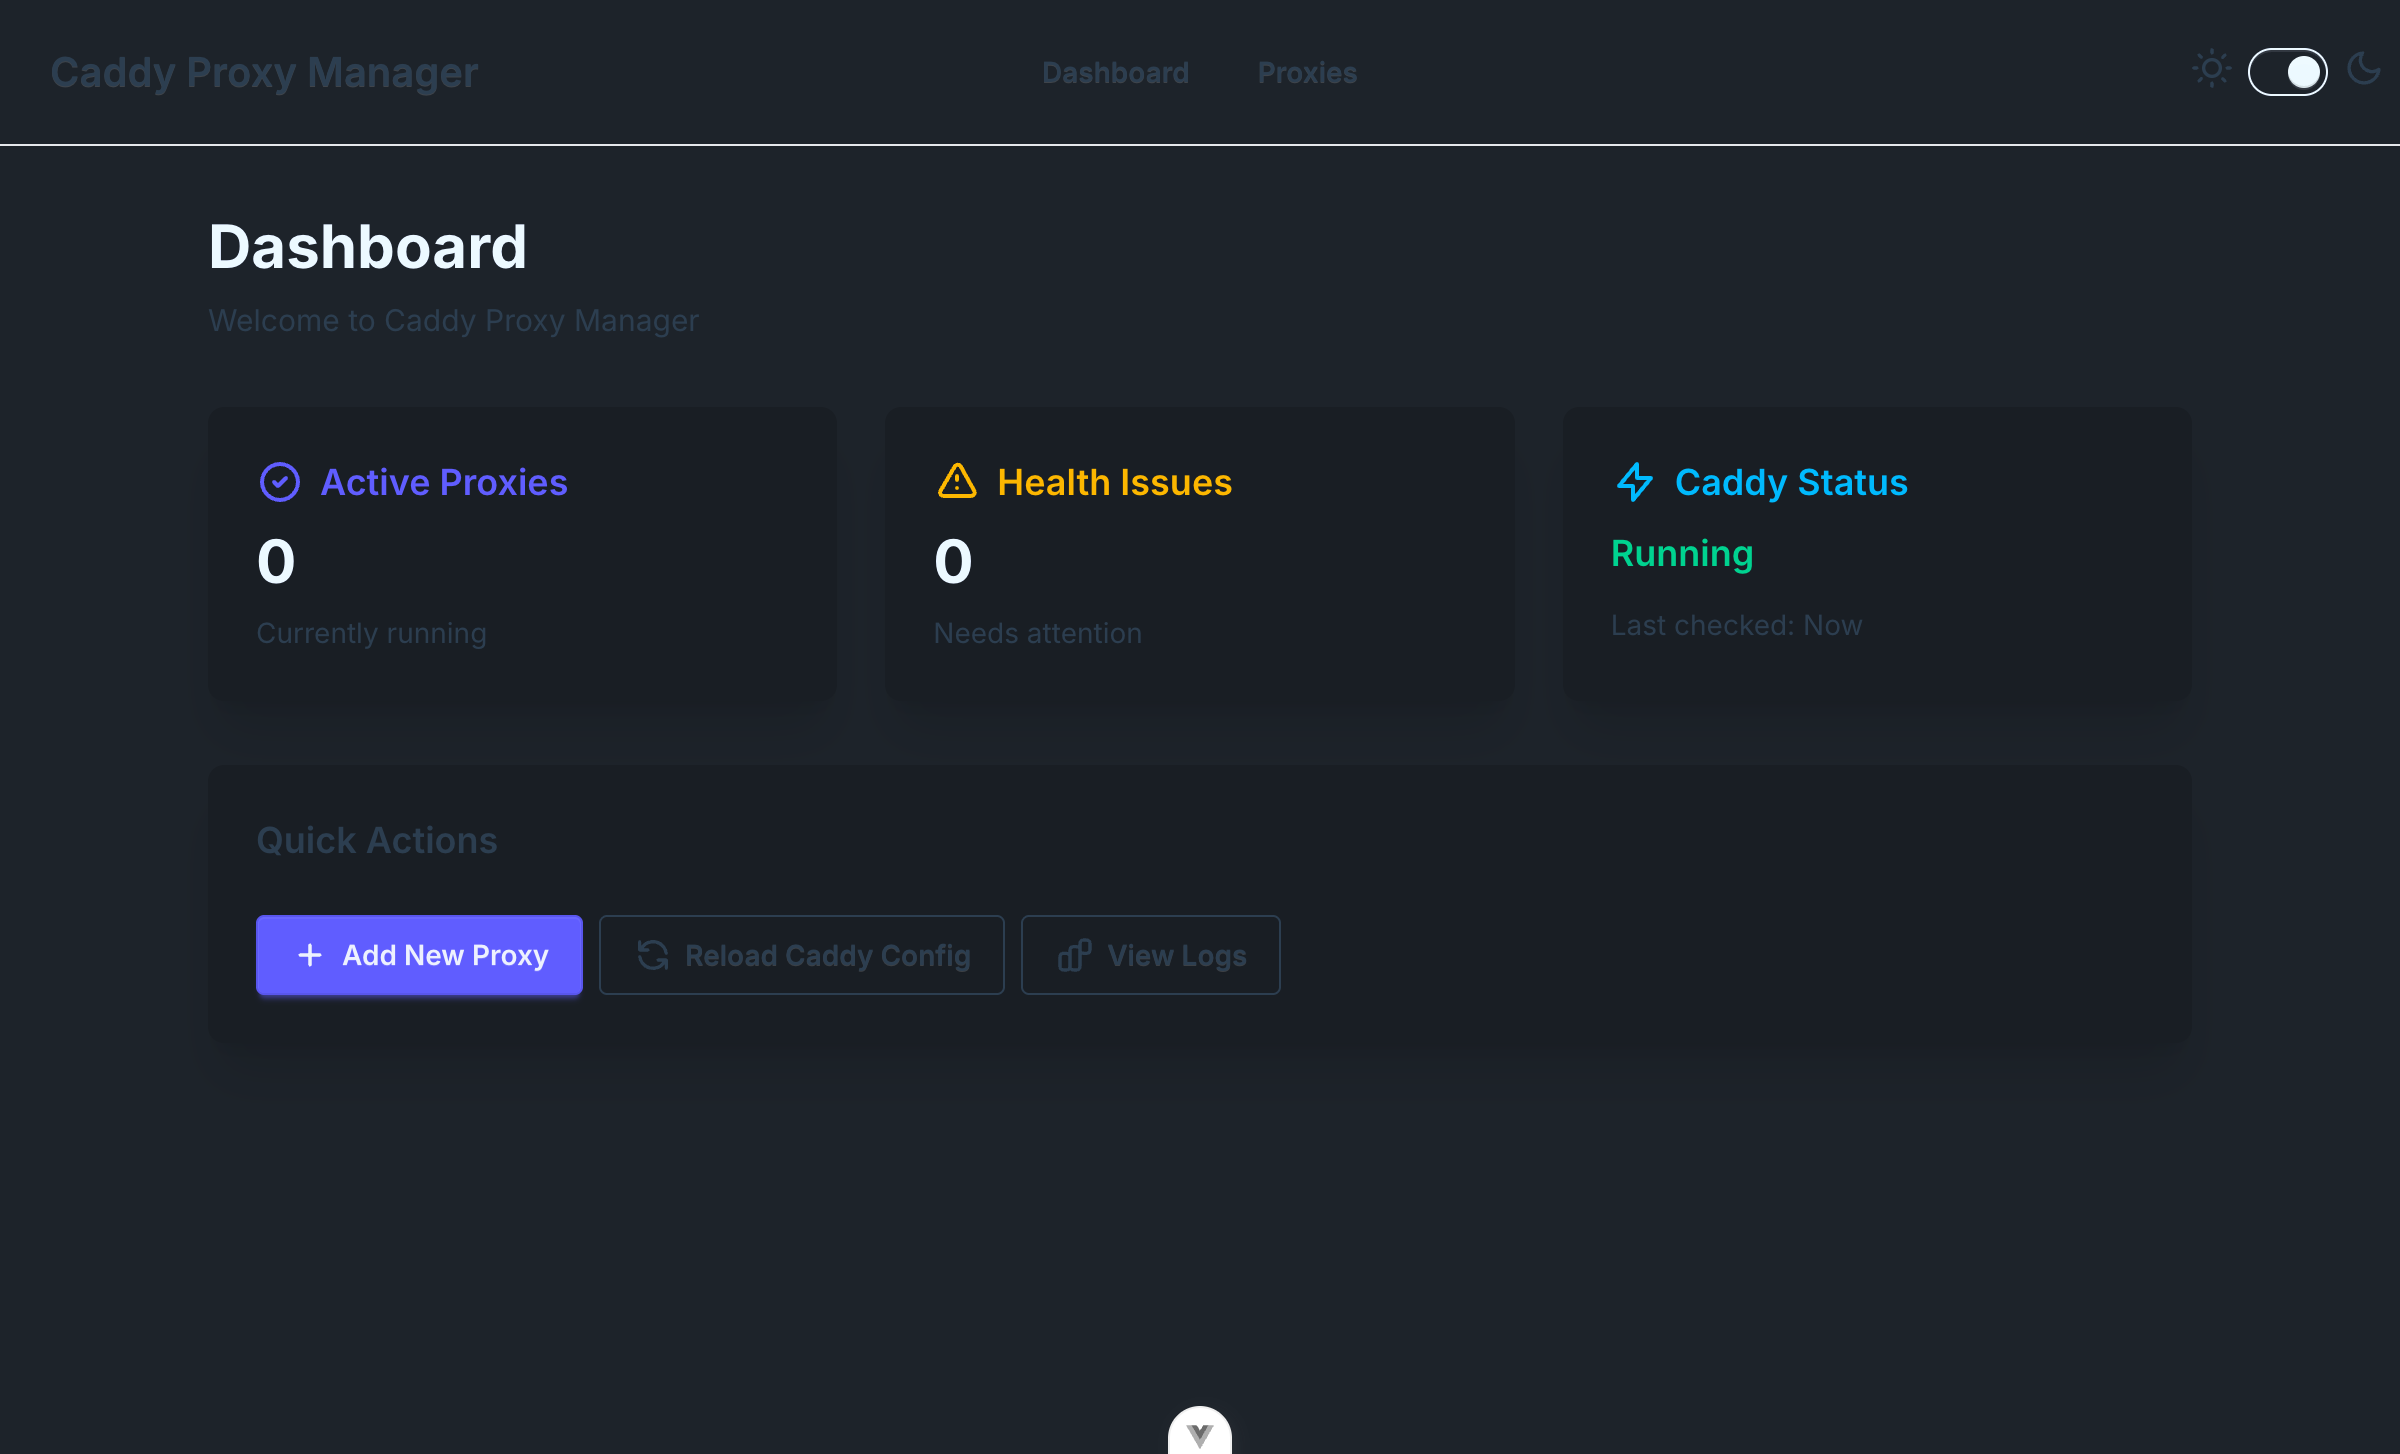 Caddy Proxy Manager
Dashboard
Proxies
Dashboard
Welcome to Caddy Proxy Manager
Active Proxies
0
Currently running
Health Issues
0
Needs attention
Caddy Status
Running
Last checked: Now
Quick Actions
Add New Proxy
Reload Caddy Config
View Logs